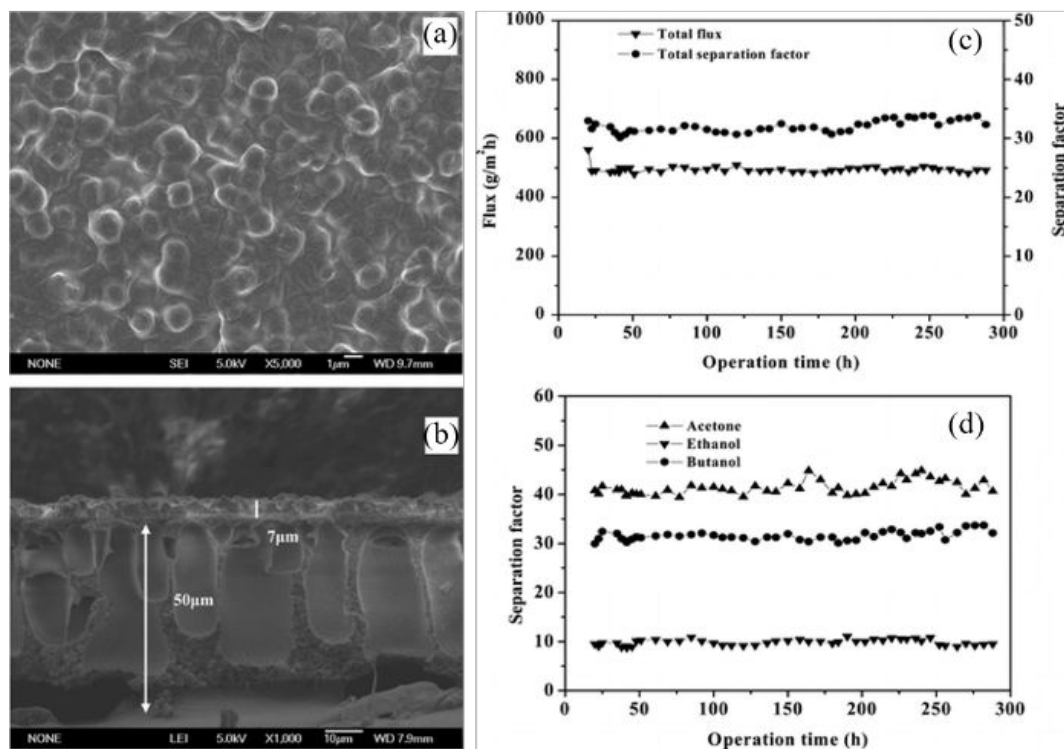 (a)
NONE SEI 5.0kV X5,000 1μm WD 9.7mm
(b)
7μm
50μm
NONE LEI 5.0kV X1,000 10μm WD 7.9mm
(c)
Total flux
Total separation factor
Flux (g/m²h)
1000
800
600
400
200
0
50
40
30
20
10
0
Separation factor
0 50 100 150 200 250 300
Operation time (h)
(d)
Acetone
Ethanol
Butanol
Separation factor
60
50
40
30
20
10
0
0 50 100 150 200 250 300
Operation time (h)